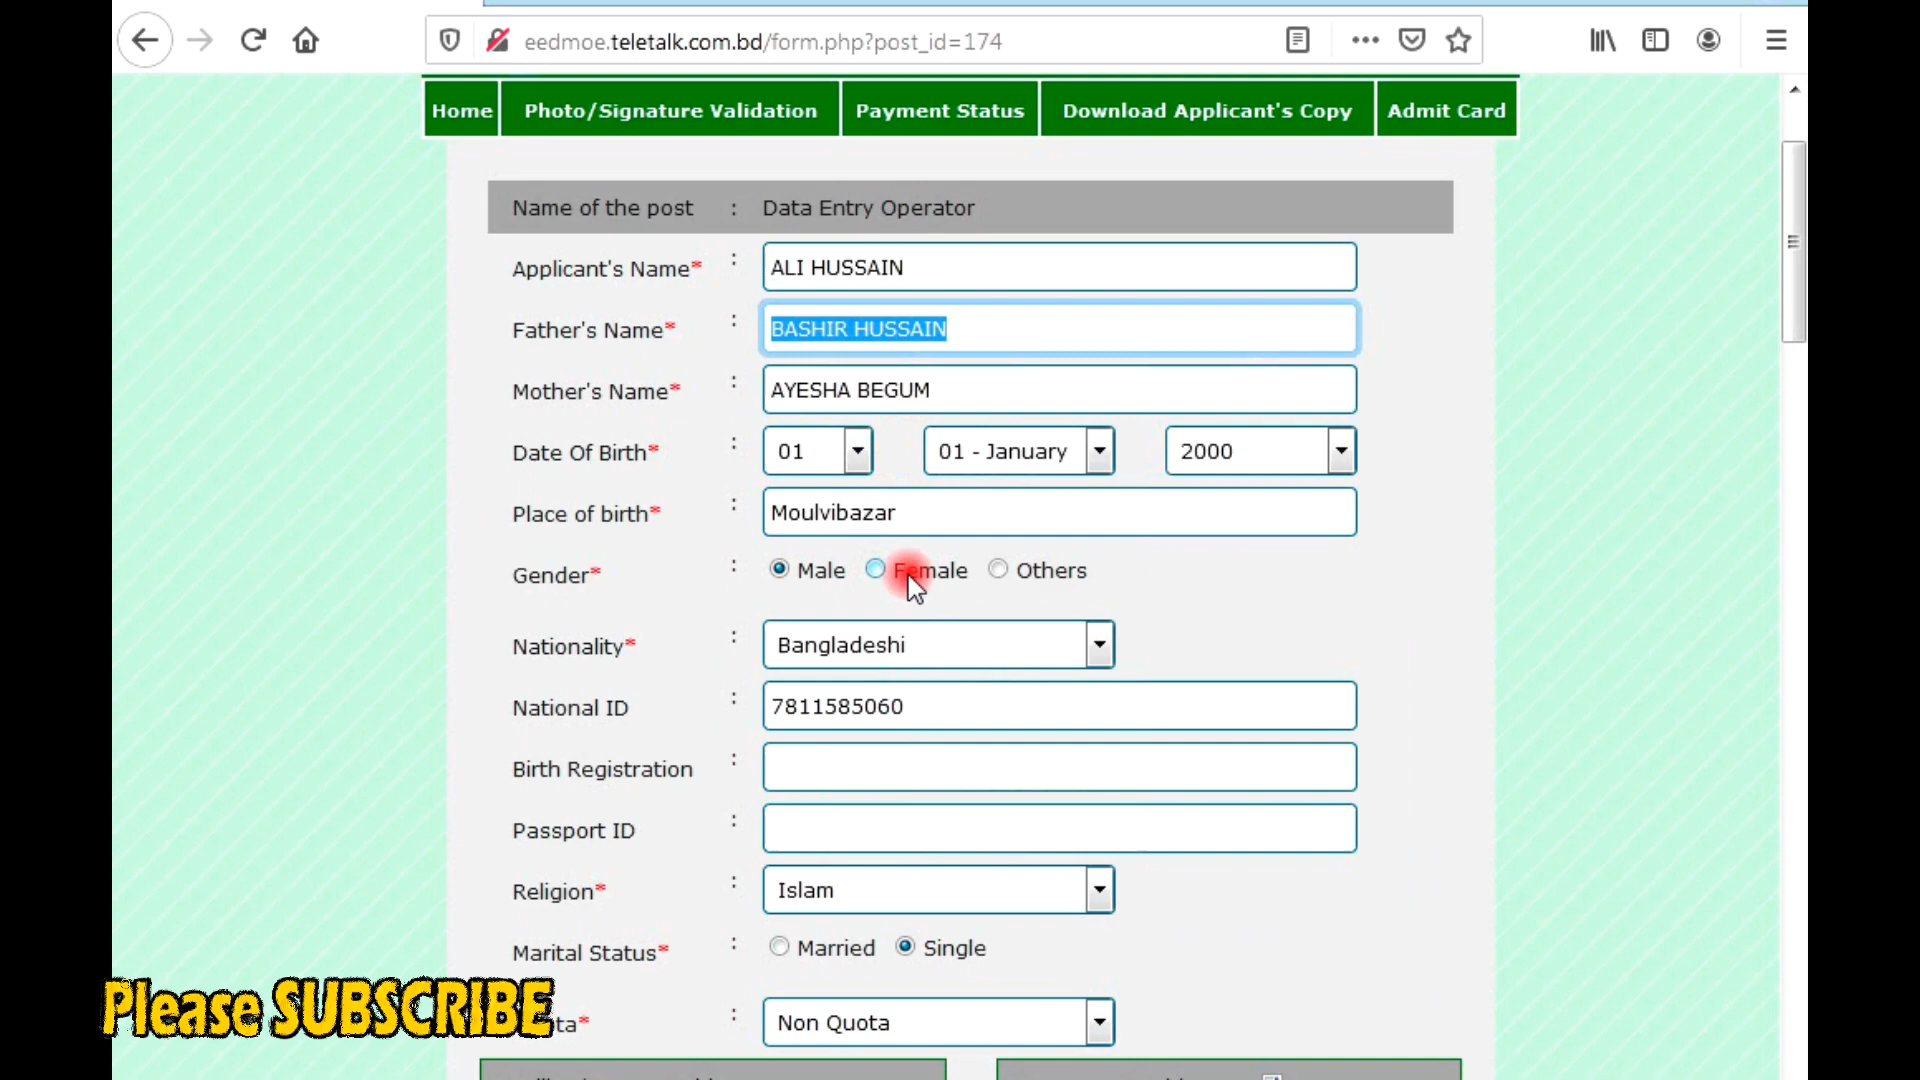 eedmoe.teletalk.com.bd/form.php?post_id=174
Home Photo/Signature Validation Payment Status Download Applicant's Copy Admit Card
Name of the post : Data Entry Operator
Applicant's Name* : ALI HUSSAIN
Father's Name* : BASHIR HUSSAIN
Mother's Name* : AYESHA BEGUM
Date Of Birth* : 01 01 - January 2000
Place of birth* : Moulvibazar
Gender* : Male Female Others
Nationality* : Bangladeshi
National ID : 7811585060
Birth Registration :
Passport ID :
Religion* : Islam
Marital Status* : Married Single
ta* : Non Quota
Please SUBSCRIBE